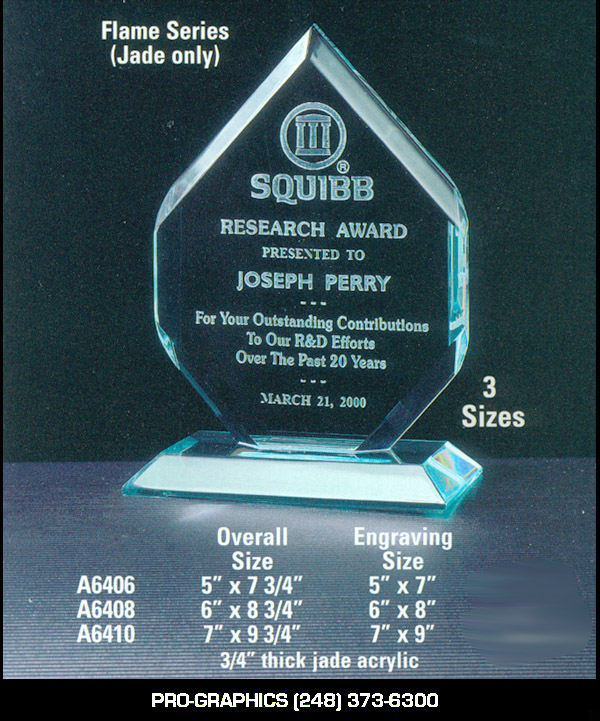 Flame Series
(Jade only)
SQUIBB®
RESEARCH AWARD
PRESENTED TO
JOSEPH PERRY
- - -
For Your Outstanding Contributions
To Our R&D Efforts
Over The Past 20 Years
- - -
MARCH 21, 2000
3
Sizes
Overall Engraving
Size Size
A6406 5” x 7 3/4” 5” x 7”
A6408 6” x 8 3/4” 6” x 8”
A6410 7” x 9 3/4” 7” x 9”
3/4” thick jade acrylic
PRO-GRAPHICS (248) 373-6300